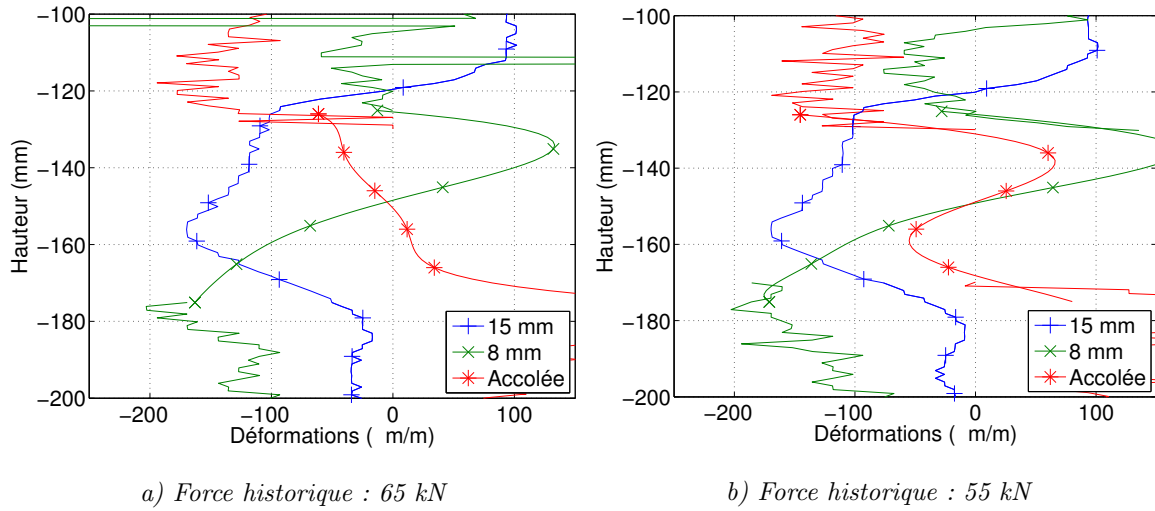 −100
−120
−140
−160
−180
−200
Hauteur (mm)
−200 −100 0 100
Déformations ( m/m)
15 mm
8 mm
Accolée
a) Force historique : 65 kN
−100
−120
−140
−160
−180
−200
Hauteur (mm)
−200 −100 0 100
Déformations ( m/m)
15 mm
8 mm
Accolée
b) Force historique : 55 kN